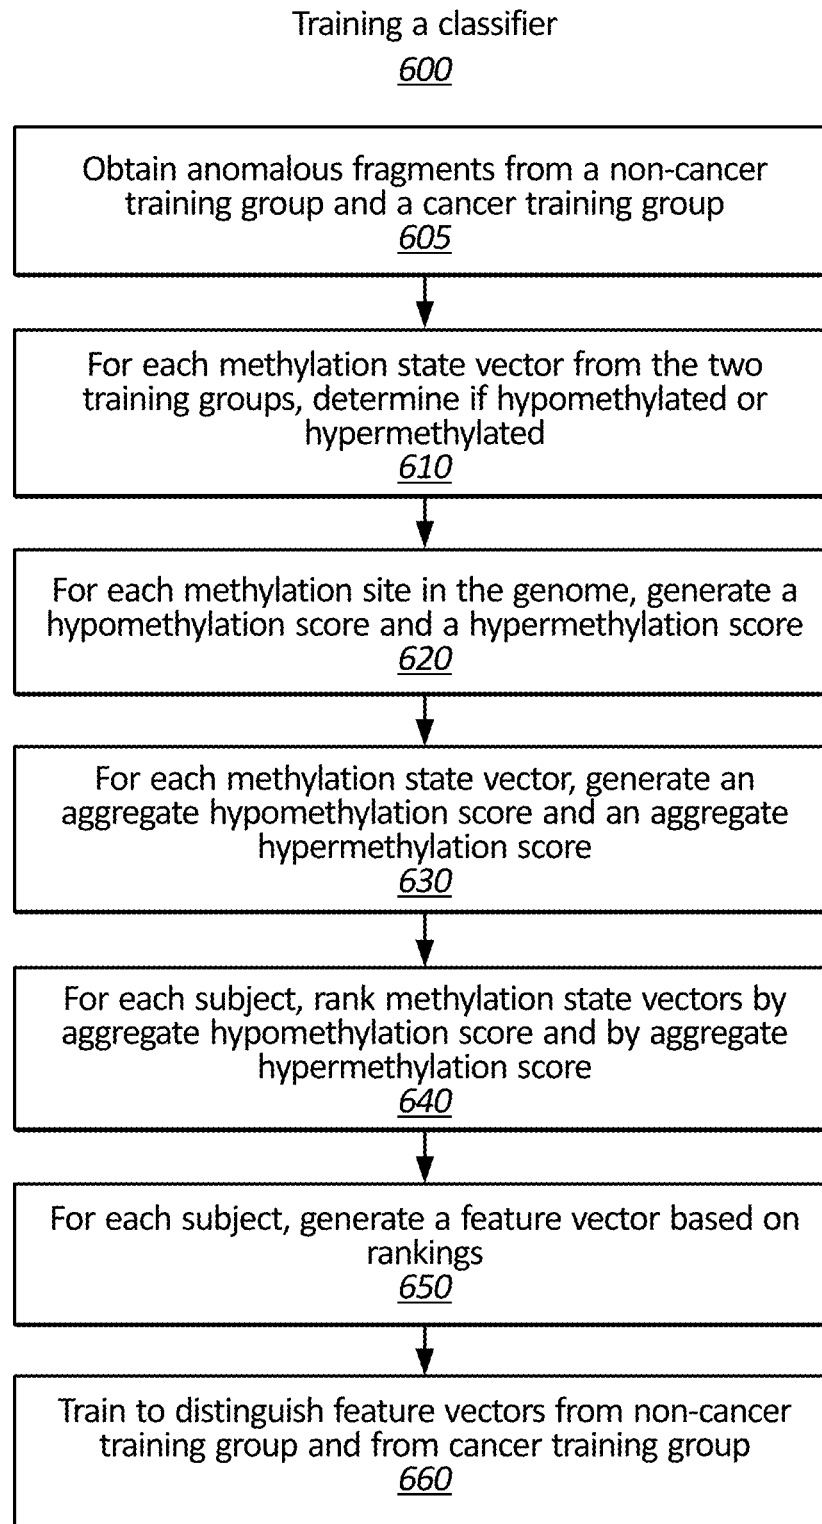 Training a classifier
600
Obtain anomalous fragments from a non-cancer
training group and a cancer training group
605
For each methylation state vector from the two
training groups, determine if hypomethylated or
hypermethylated
610
For each methylation site in the genome, generate a
hypomethylation score and a hypermethylation score
620
For each methylation state vector, generate an
aggregate hypomethylation score and an aggregate
hypermethylation score
630
For each subject, rank methylation state vectors by
aggregate hypomethylation score and by aggregate
hypermethylation score
640
For each subject, generate a feature vector based on
rankings
650
Train to distinguish feature vectors from non-cancer
training group and from cancer training group
660